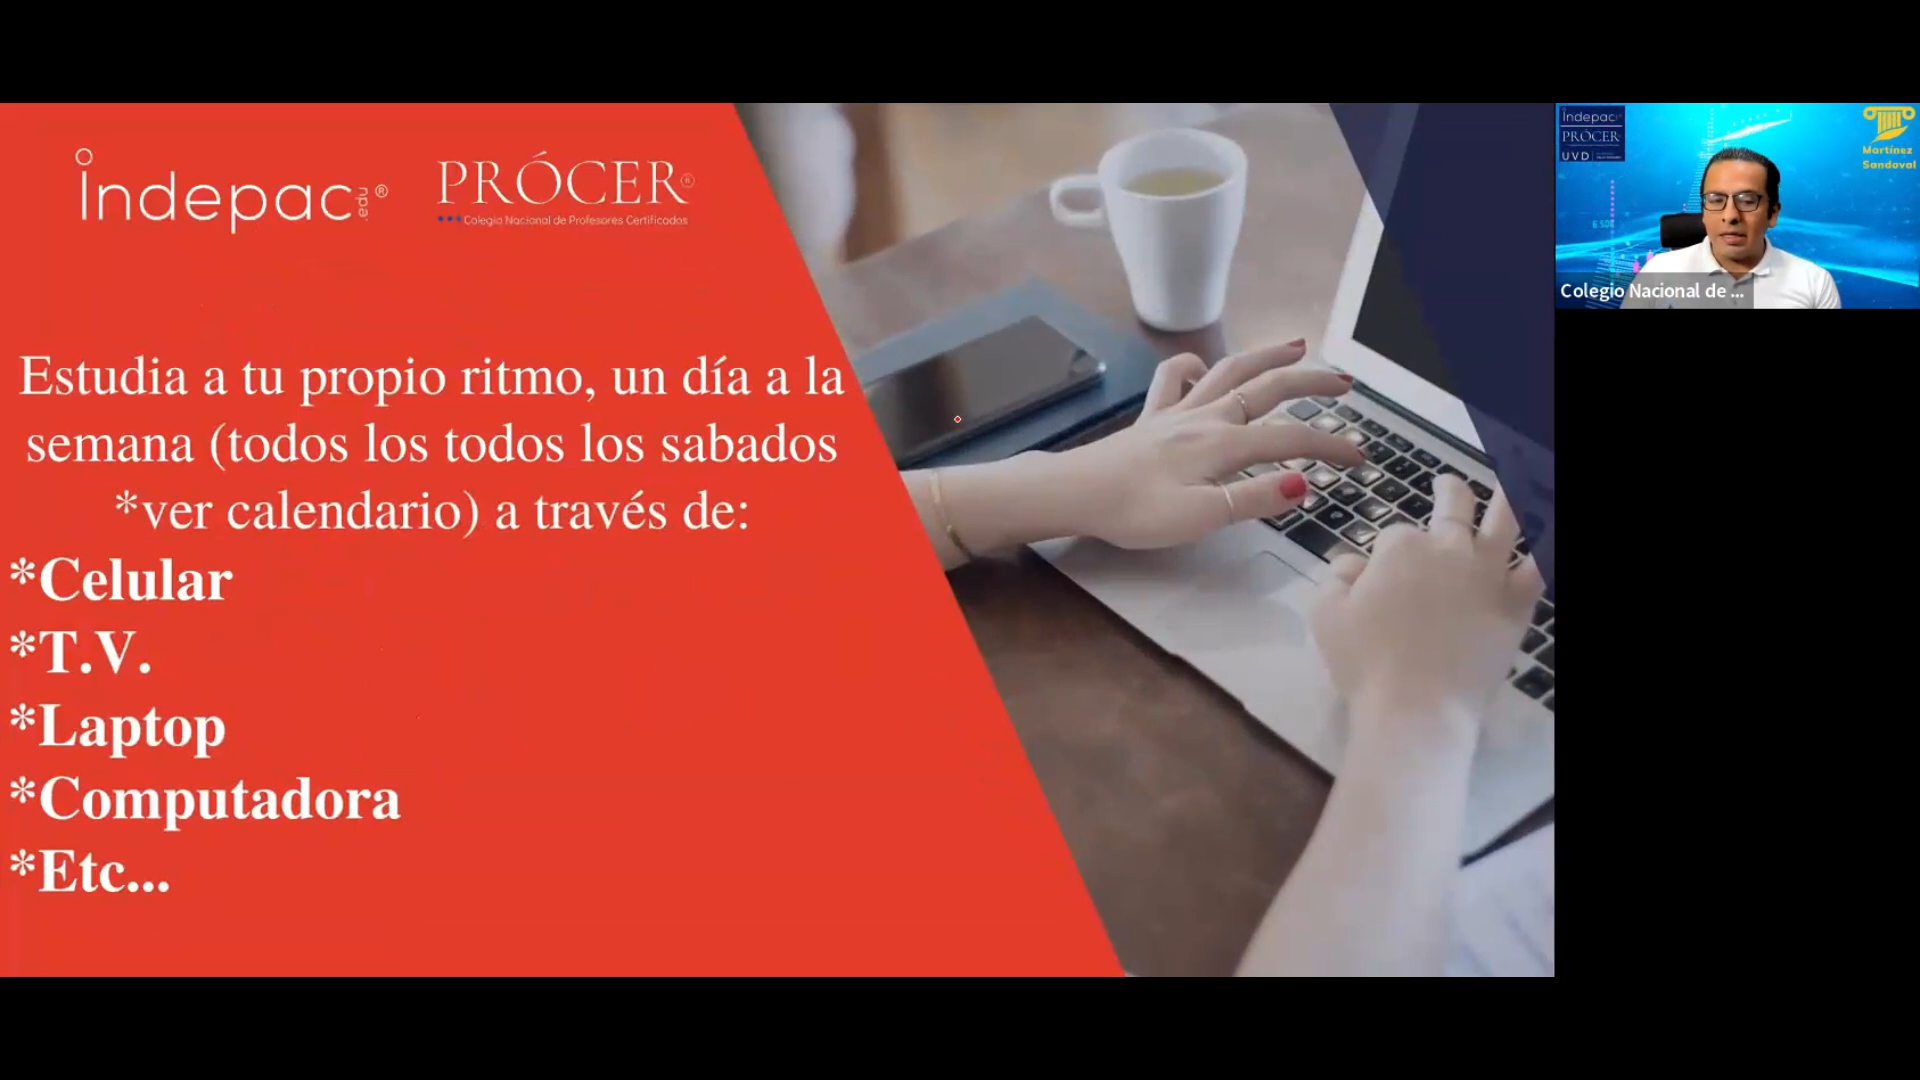 indepac.edu®
PRÓCER®
Colegio Nacional de Profesores Certificados
Estudia a tu propio ritmo, un día a la
semana (todos los todos los sabados
*ver calendario) a través de:
*Celular
*T.V.
*Laptop
*Computadora
*Etc...
indepac
PRÓCER
UVD
Martínez
Sandoval
Colegio Nacional de ...